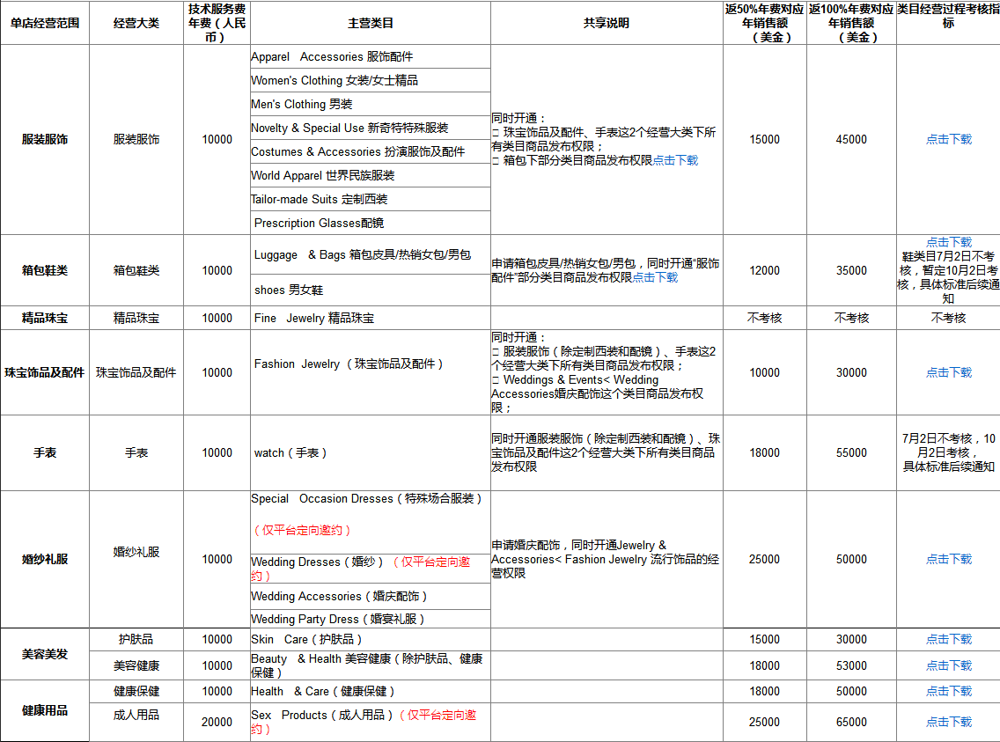 单店经营范围
经营大类
技术服务费
年费（人民
币）
主营类目
共享说明
返50%年费对应
年销售额
（美金）
返100%年费对应
年销售额
（美金）
类目经营过程考核指
标
服装服饰
服装服饰
10000
Apparel Accessories 服饰配件
Women's Clothing 女装/女士精品
Men's Clothing 男装
Novelty & Special Use 新奇特特殊服装
Costumes & Accessories 扮演服饰及配件
World Apparel 世界民族服装
Tailor-made Suits 定制西装
Prescription Glasses配镜
同时开通：
□ 珠宝饰品及配件、手表这2个经营大类下所
有类目商品发布权限；
□ 箱包下部分类目商品发布权限点击下载
15000
45000
点击下载
箱包鞋类
箱包鞋类
10000
Luggage & Bags 箱包皮具/热销女包/男包
shoes 男女鞋
申请箱包皮具/热销女包/男包，同时开通“服饰
配件”部分类目商品发布权限点击下载
12000
35000
点击下载
鞋类目7月2日不考
核，暂定10月2日考
核，具体标准后续通
知
精品珠宝
精品珠宝
10000
Fine Jewelry 精品珠宝
不考核
不考核
不考核
珠宝饰品及配件
珠宝饰品及配件
10000
Fashion Jewelry （珠宝饰品及配件）
同时开通：
□ 服装服饰（除定制西装和配镜）、手表这2
个经营大类下所有类目商品发布权限；
□ Weddings & Events< Wedding
Accessories婚庆配饰这个类目商品发布权
限；
10000
30000
点击下载
手表
手表
10000
watch（手表）
同时开通服装服饰（除定制西装和配镜）、珠
宝饰品及配件这2个经营大类下所有类目商品
发布权限
18000
55000
7月2日不考核，10
月2日考核，
具体标准后续通知
婚纱礼服
婚纱礼服
10000
Special Occasion Dresses（特殊场合服装）
（仅平台定向邀约）
Wedding Dresses（婚纱）（仅平台定向邀
约）
Wedding Accessories（婚庆配饰）
Wedding Party Dress（婚宴礼服）
申请婚庆配饰，同时开通Jewelry &
Accessories< Fashion Jewelry 流行饰品的经
营权限
25000
50000
点击下载
美容美发
护肤品
10000
Skin Care（护肤品）
15000
30000
点击下载
美容健康
10000
Beauty & Health 美容健康（除护肤品、健康
保健）
18000
53000
点击下载
健康用品
健康保健
10000
Health & Care（健康保健）
18000
50000
点击下载
成人用品
20000
Sex Products（成人用品）（仅平台定向邀
约）
25000
65000
点击下载